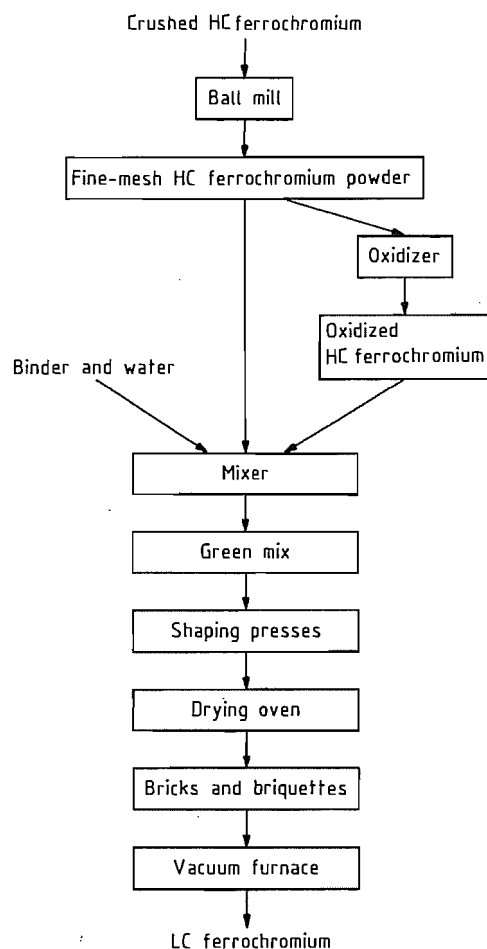 Crushed HC ferrochromium
Ball mill
Fine-mesh HC ferrochromium powder
Oxidizer
Oxidized
HC ferrochromium
Binder and water
Mixer
Green mix
Shaping presses
Drying oven
Bricks and briquettes
Vacuum furnace
LC ferrochromium